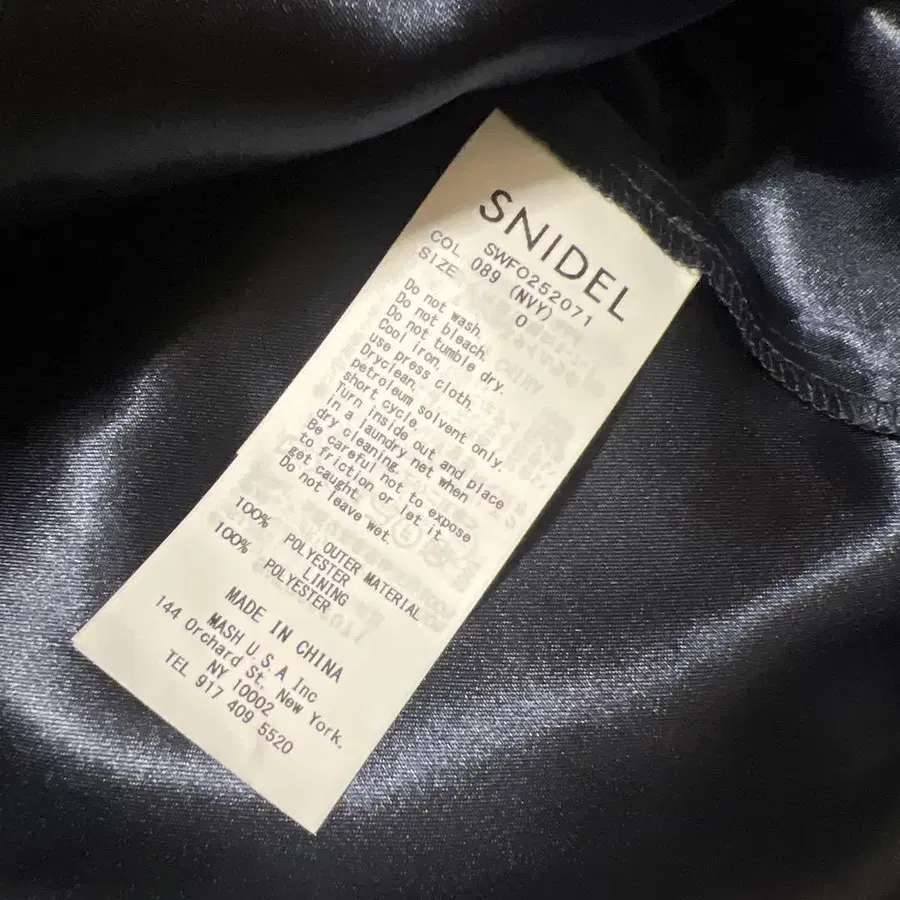 SNIDEL
SWFO252071
COL 089 (NVY)
SIZE 0
Do not wash.
Do not bleach.
Do not tumble dry.
Cool iron,
use press cloth.
Dryclean,
petroleum solvent only.
short cycle.
Turn inside out and place
in a laundry net when
dry cleaning.
Be careful not to expose
to friction or let it
get caught.
Do not leave wet.
OUTER MATERIAL
100% POLYESTER
LINING
100% POLYESTER
MADE IN CHINA
MASH U.S.A Inc
144 Orchard St. New York.
NY 10002
TEL 917 409 5520